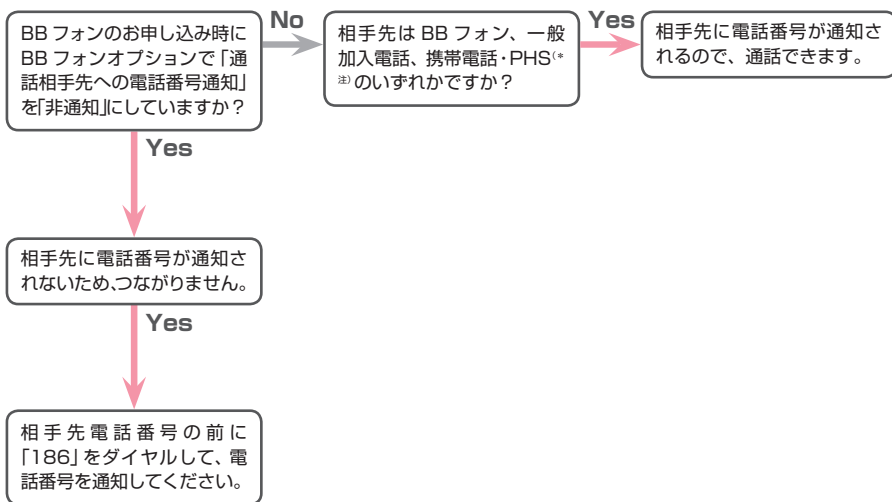 BB フォンのお申し込み時に
BB フォンオプションで「通
話相手先への電話番号通知」
を「非通知」にしていますか？
No
相手先は BB フォン、一般
加入電話、携帯電話・PHS(*
注)のいずれかですか？
Yes
相手先に電話番号が通知さ
れるので、通話できます。
Yes
相手先に電話番号が通知さ
れないため、つながりません。
Yes
相手先電話番号の前に
「186」をダイヤルして、電
話番号を通知してください。